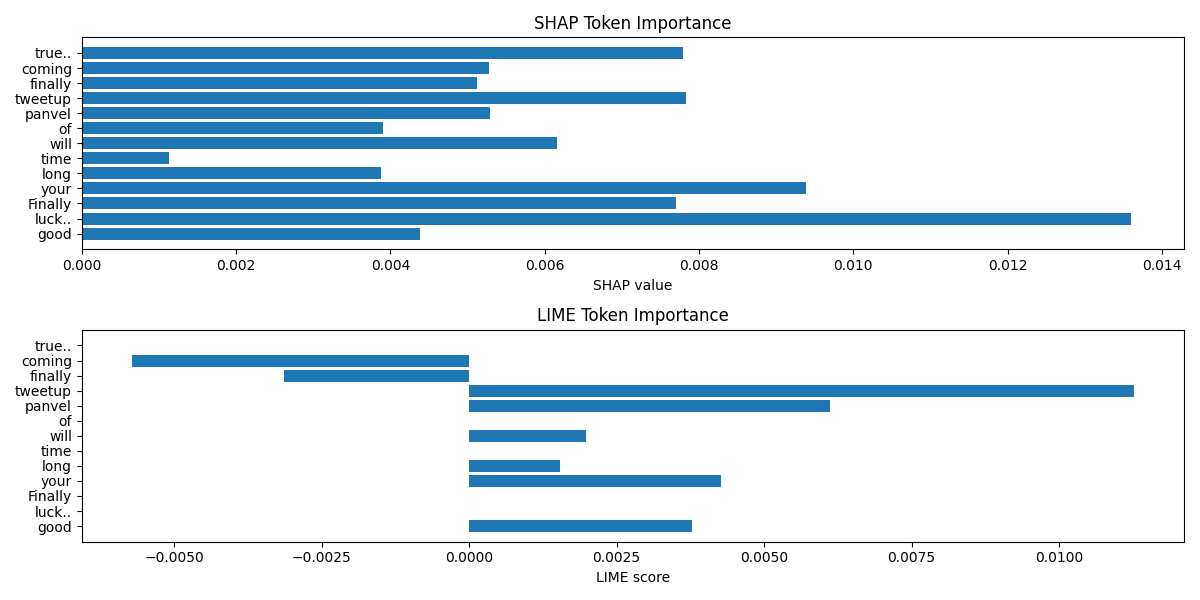 SHAP Token Importance
true..
coming
finally
tweetup
panvel
of
will
time
long
your
Finally
luck..
good
0.000 0.002 0.004 0.006 0.008 0.010 0.012 0.014
SHAP value
LIME Token Importance
true..
coming
finally
tweetup
panvel
of
will
time
long
your
Finally
luck..
good
−0.0050 −0.0025 0.0000 0.0025 0.0050 0.0075 0.0100
LIME score